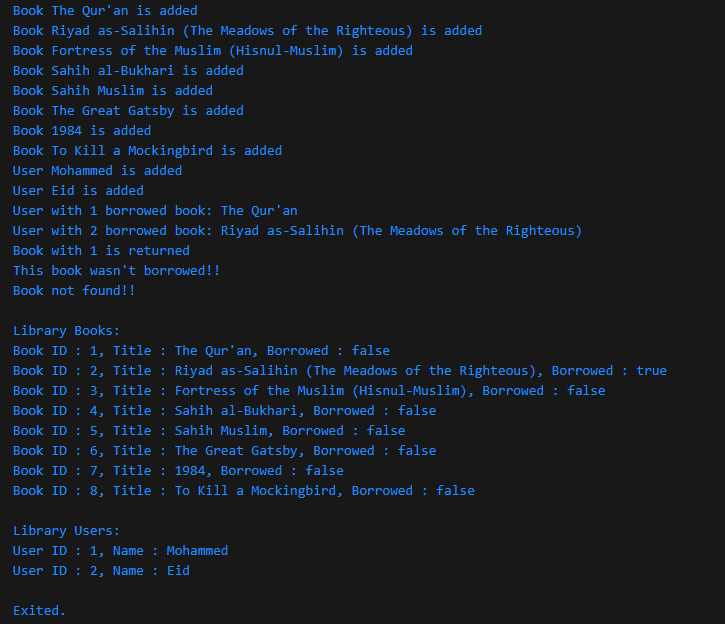 Book The Qur'an is added
Book Riyad as-Salihin (The Meadows of the Righteous) is added
Book Fortress of the Muslim (Hisnul-Muslim) is added
Book Sahih al-Bukhari is added
Book Sahih Muslim is added
Book The Great Gatsby is added
Book 1984 is added
Book To Kill a Mockingbird is added
User Mohammed is added
User Eid is added
User with 1 borrowed book: The Qur'an
User with 2 borrowed book: Riyad as-Salihin (The Meadows of the Righteous)
Book with 1 is returned
This book wasn't borrowed!!
Book not found!!
Library Books:
Book ID : 1, Title : The Qur'an, Borrowed : false
Book ID : 2, Title : Riyad as-Salihin (The Meadows of the Righteous), Borrowed : true
Book ID : 3, Title : Fortress of the Muslim (Hisnul-Muslim), Borrowed : false
Book ID : 4, Title : Sahih al-Bukhari, Borrowed : false
Book ID : 5, Title : Sahih Muslim, Borrowed : false
Book ID : 6, Title : The Great Gatsby, Borrowed : false
Book ID : 7, Title : 1984, Borrowed : false
Book ID : 8, Title : To Kill a Mockingbird, Borrowed : false
Library Users:
User ID : 1, Name : Mohammed
User ID : 2, Name : Eid
Exited.